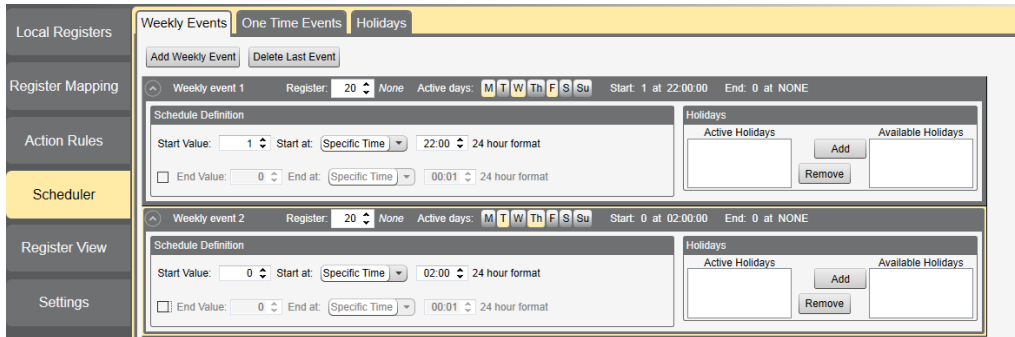 Local Registers
Register Mapping
Action Rules
Scheduler
Register View
Settings
Weekly Events One Time Events Holidays
Add Weekly Event Delete Last Event
Weekly event 1 Register: 20 None Active days: M T W Th F S Su Start: 1 at 22:00:00 End: 0 at NONE
Schedule Definition Holidays
Active Holidays Available Holidays
Start Value: 1 Start at: Specific Time 22:00 24 hour format
Add
End Value: 0 End at: Specific Time 00:01 24 hour format
Remove
Weekly event 2 Register: 20 None Active days: M T W Th F S Su Start: 0 at 02:00:00 End: 0 at NONE
Schedule Definition Holidays
Active Holidays Available Holidays
Start Value: 0 Start at: Specific Time 02:00 24 hour format
Add
End Value: 0 End at: Specific Time 00:01 24 hour format
Remove